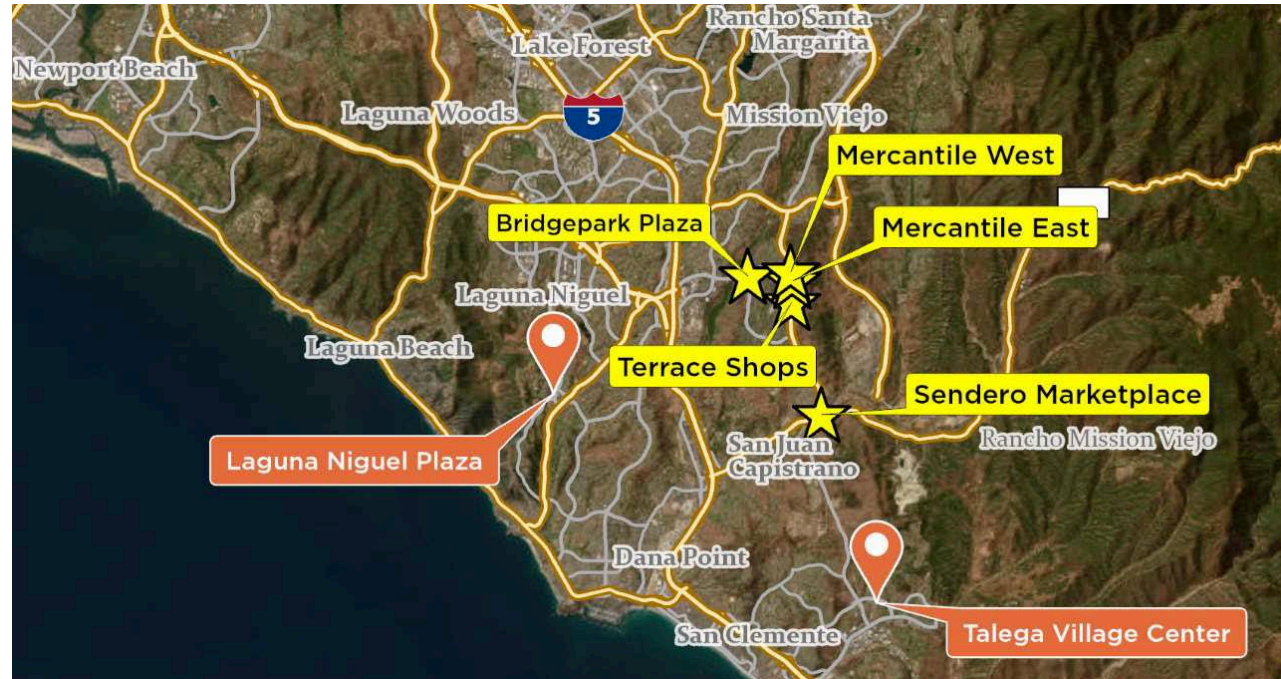 Rancho Santa
Margarita
Lake Forest
Newport Beach
Laguna Woods
5
Mission Viejo
Mercantile West
Bridgepark Plaza
Mercantile East
Laguna Niguel
Laguna Beach
Terrace Shops
Sendero Marketplace
Rancho Mission Viejo
San Juan
Capistrano
Laguna Niguel Plaza
Dana Point
San Clemente
Talega Village Center